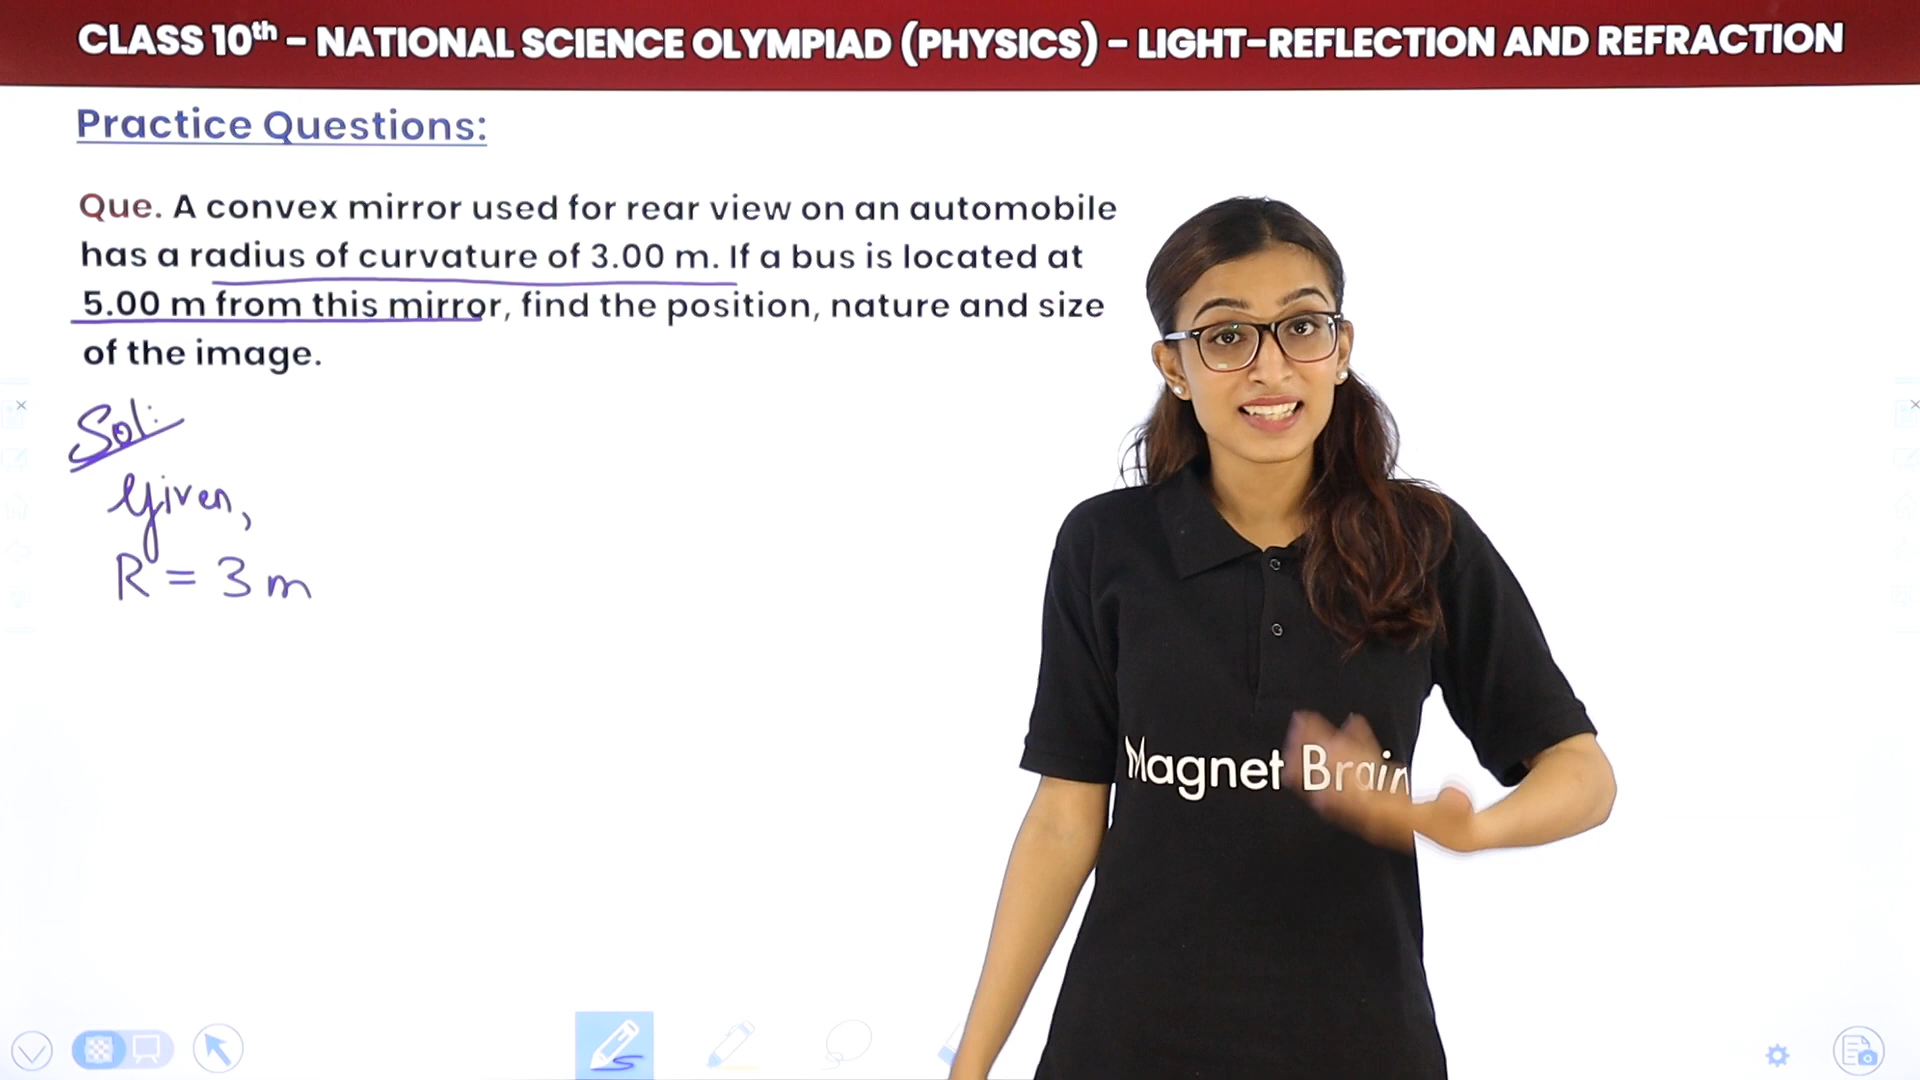 CLASS 10th - NATIONAL SCIENCE OLYMPIAD (PHYSICS) - LIGHT-REFLECTION AND REFRACTION
Practice Questions:
Que. A convex mirror used for rear view on an automobile
has a radius of curvature of 3.00 m. If a bus is located at
5.00 m from this mirror, find the position, nature and size
of the image.
Sol:
Given,
R = 3 m
Magnet Brain